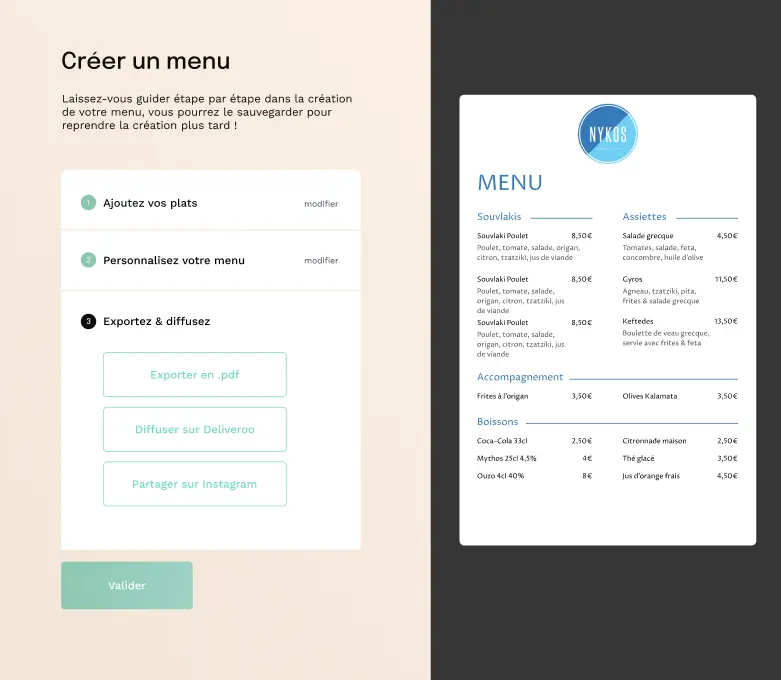 Créer un menu
Laissez-vous guider étape par étape dans la création
de votre menu, vous pourrez le sauvegarder pour
reprendre la création plus tard !
1 Ajoutez vos plats modifier
2 Personnalisez votre menu modifier
3 Exportez & diffusez
Exporter en .pdf
Diffuser sur Deliveroo
Partager sur Instagram
Valider
NYKOS
MENU
Souvlakis
Souvlaki Poulet 8,50€
Poulet, tomate, salade, origan,
citron, tzatziki, jus de viande
Souvlaki Poulet 8,50€
Poulet, tomate, salade,
origan, citron, tzatziki, jus
de viande
Souvlaki Poulet 8,50€
Poulet, tomate, salade,
origan, citron, tzatziki, jus
de viande
Assiettes
Salade grecque 4,50€
Tomates, salade, feta,
concombre, huile d'olive
Gyros 11,50€
Agneau, tzatziki, pita,
frites & salade grecque
Keftedes 13,50€
Boulette de veau grecque,
servie avec frites & feta
Accompagnement
Frites à l'origan 3,50€
Olives Kalamata 3,50€
Boissons
Coca-Cola 33cl 2,50€
Mythos 25cl 4,5% 4€
Ouzo 4cl 40% 8€
Citronnade maison 2,50€
Thé glacé 3,50€
Jus d'orange frais 4,50€